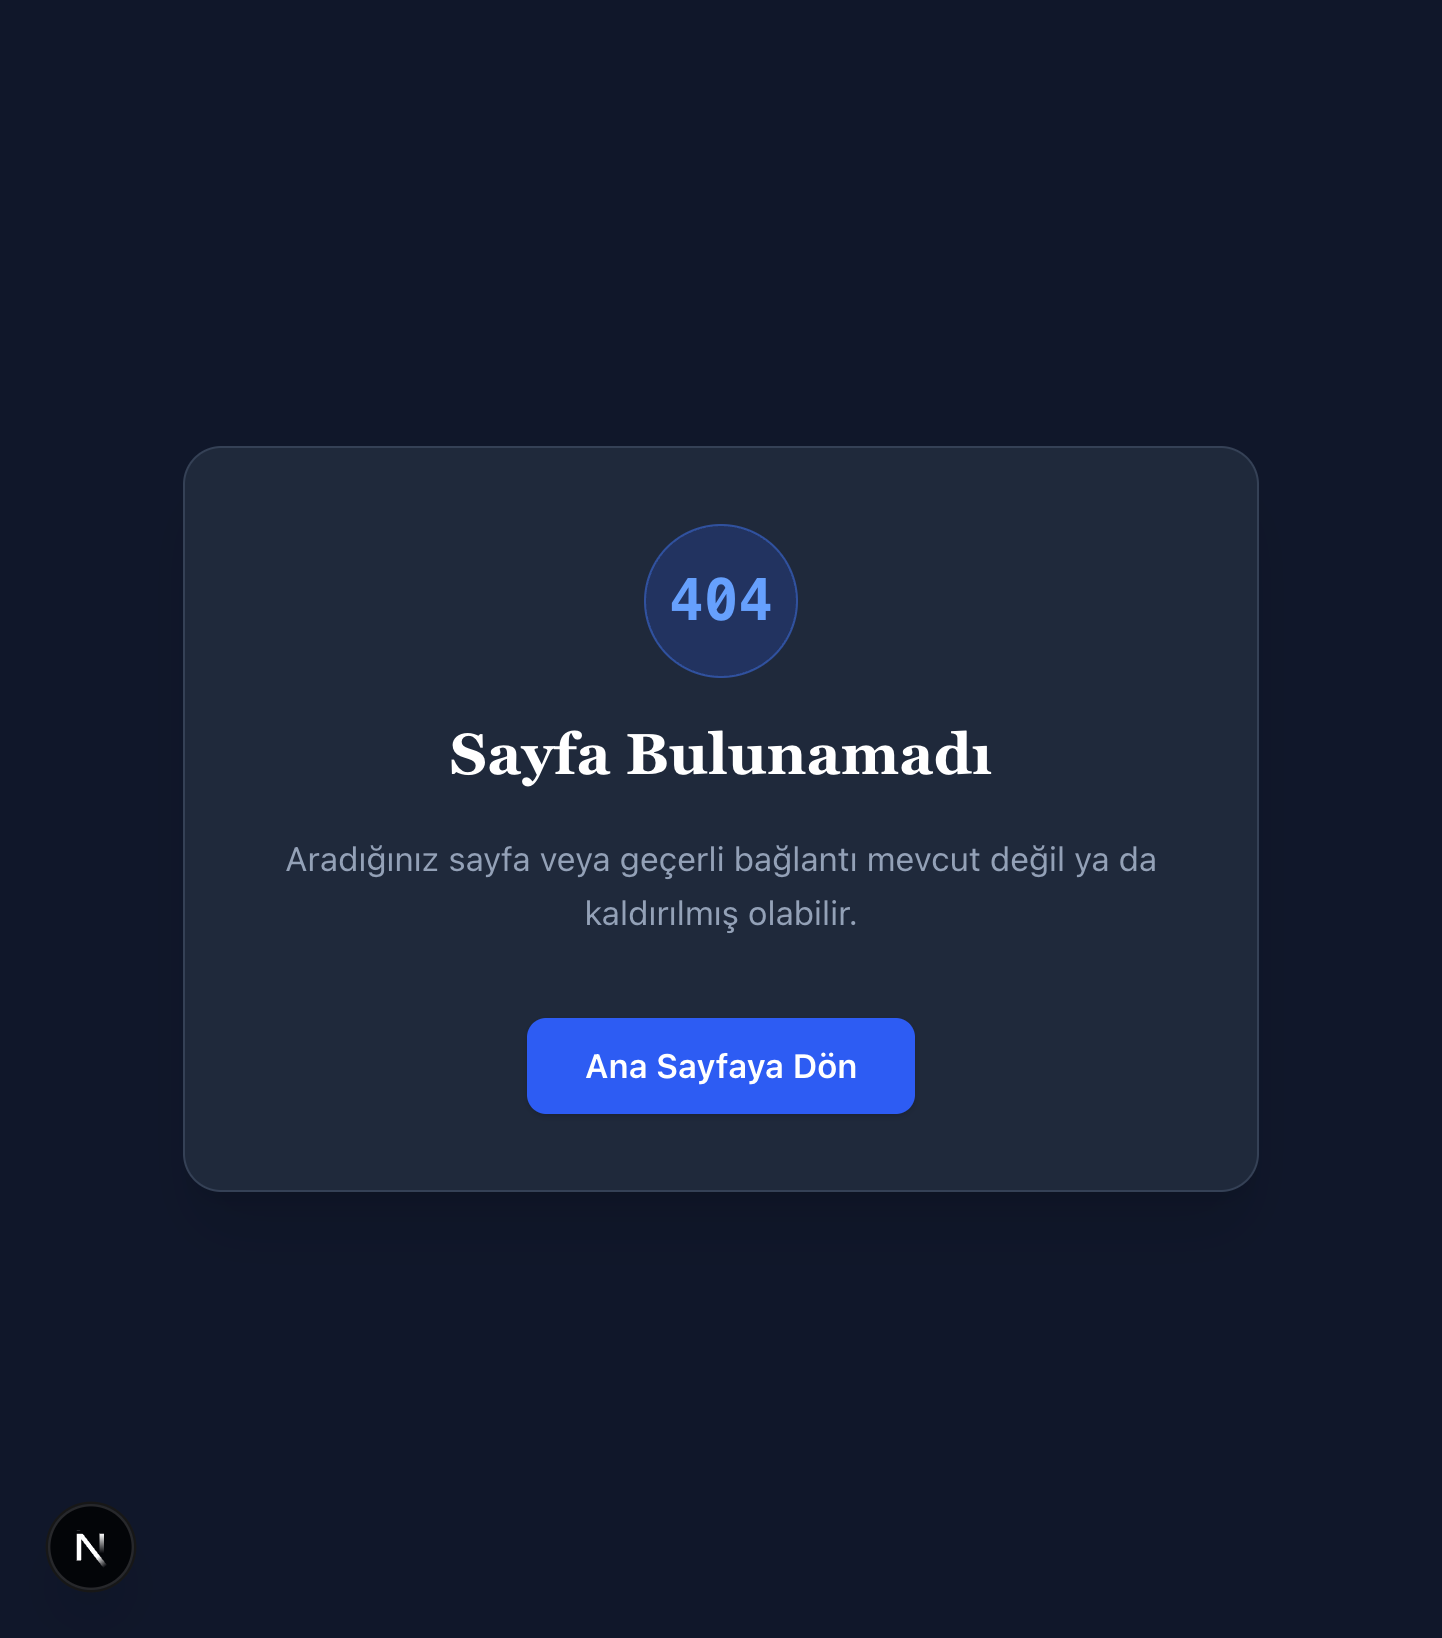 404
Sayfa Bulunamadı
Aradığınız sayfa veya geçerli bağlantı mevcut değil ya da
kaldırılmış olabilir.
Ana Sayfaya Dön
N